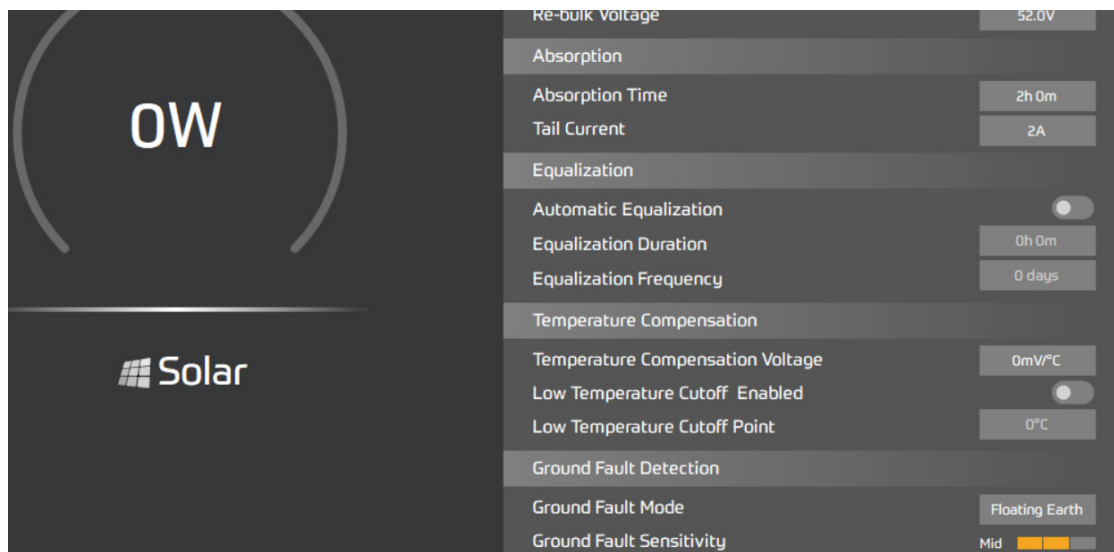 Re-bulk Voltage 52.0V
Absorption
Absorption Time 2h 0m
0W
Tail Current 2A
Equalization
Automatic Equalization
Equalization Duration 0h 0m
Equalization Frequency 0 days
Temperature Compensation
Solar
Temperature Compensation Voltage 0mV/°C
Low Temperature Cutoff Enabled
Low Temperature Cutoff Point 0°C
Ground Fault Detection
Ground Fault Mode Floating Earth
Ground Fault Sensitivity Mid